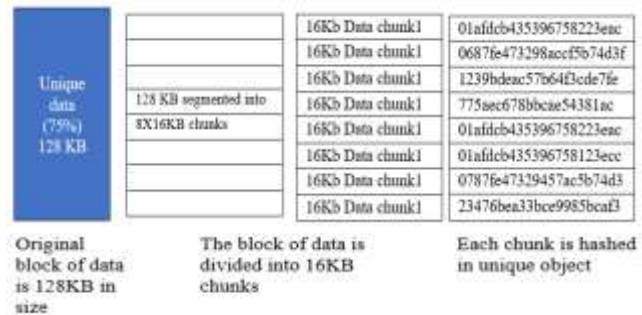 Unique
data
(75%)
128 KB
128 KB segmented into
8X16KB chunks
16Kb Data chunk1
16Kb Data chunk1
16Kb Data chunk1
16Kb Data chunk1
16Kb Data chunk1
16Kb Data chunk1
16Kb Data chunk1
16Kb Data chunk1
01afdcb435396758223eac
0687fe473298accf5b74d3f
1239bdeac57b64f3cde7fe
775aec678bbcae54381ac
01afdcb435396758223eac
01afdcb435396758123ecc
0787fe47329457ac5b74d3
23476bea33bce9985bcaf3
Original
block of data
is 128KB in
size
The block of data is
divided into 16KB
chunks
Each chunk is hashed
in unique object